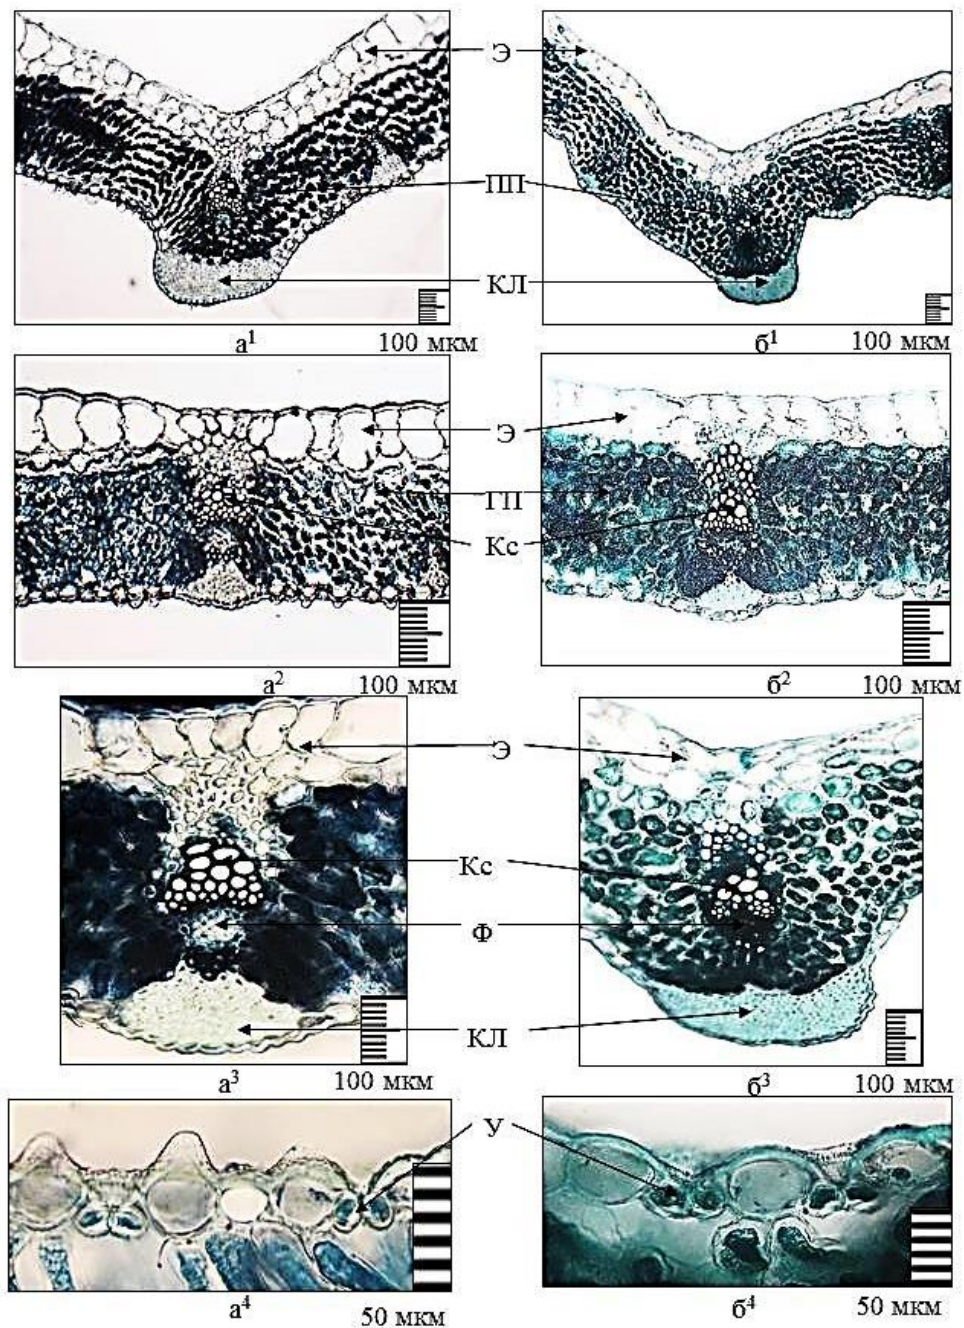 Э
ПП
КЛ
а¹ 100 мкм б¹ 100 мкм
Э
ГП
Кс
а² 100 мкм б² 100 мкм
Э
Кс
Ф
КЛ
а³ 100 мкм б³ 100 мкм
У
а⁴ 50 мкм б⁴ 50 мкм